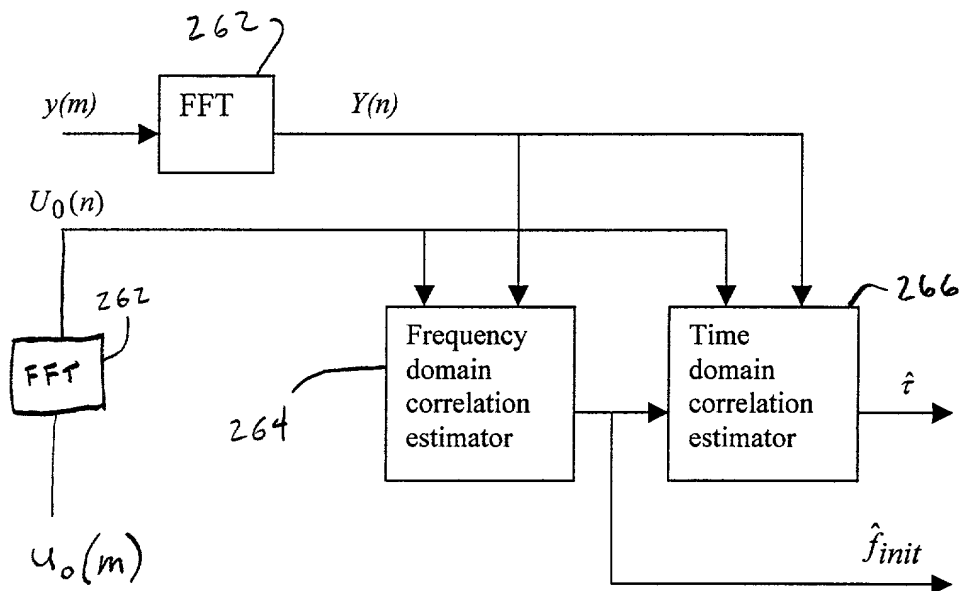 262
y(m)
FFT
Y(n)
U₀(n)
262
FFT
u₀(m)
264
Frequency
domain
correlation
estimator
266
Time
domain
correlation
estimator
τ̂
f̂init